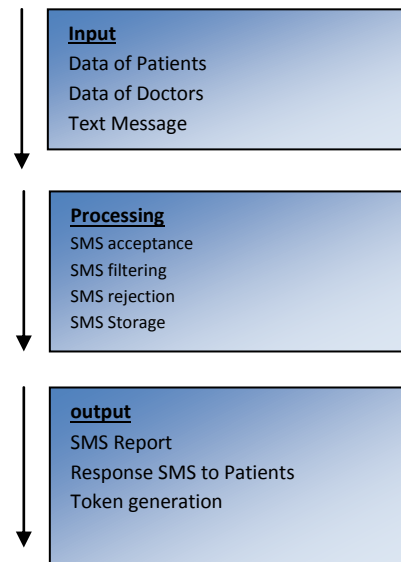 Input
Data of Patients
Data of Doctors
Text Message
Processing
SMS acceptance
SMS filtering
SMS rejection
SMS Storage
output
SMS Report
Response SMS to Patients
Token generation